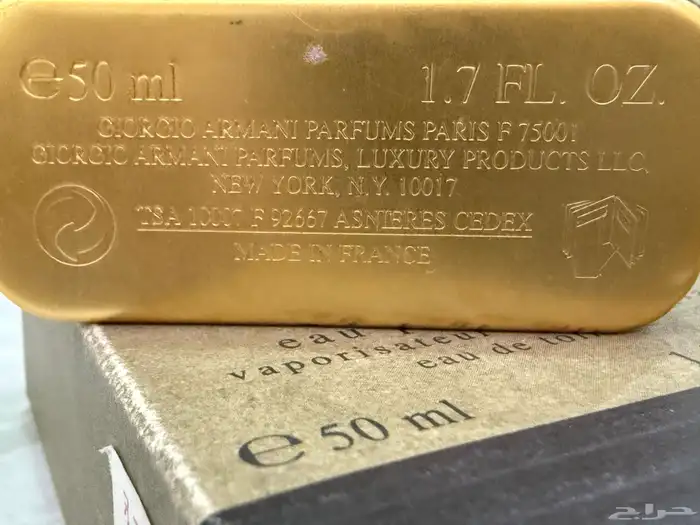 ℮50 ml 1.7 FL. OZ.
GIORGIO ARMANI PARFUMS PARIS F 75001
GIORGIO ARMANI PARFUMS, LUXURY PRODUCTS LLC
NEW YORK, N.Y. 10017
TSA 10007 F 92667 ASNIERES CEDEX
MADE IN FRANCE
eau
vaporisateur eau de
℮ 50 ml
حراج